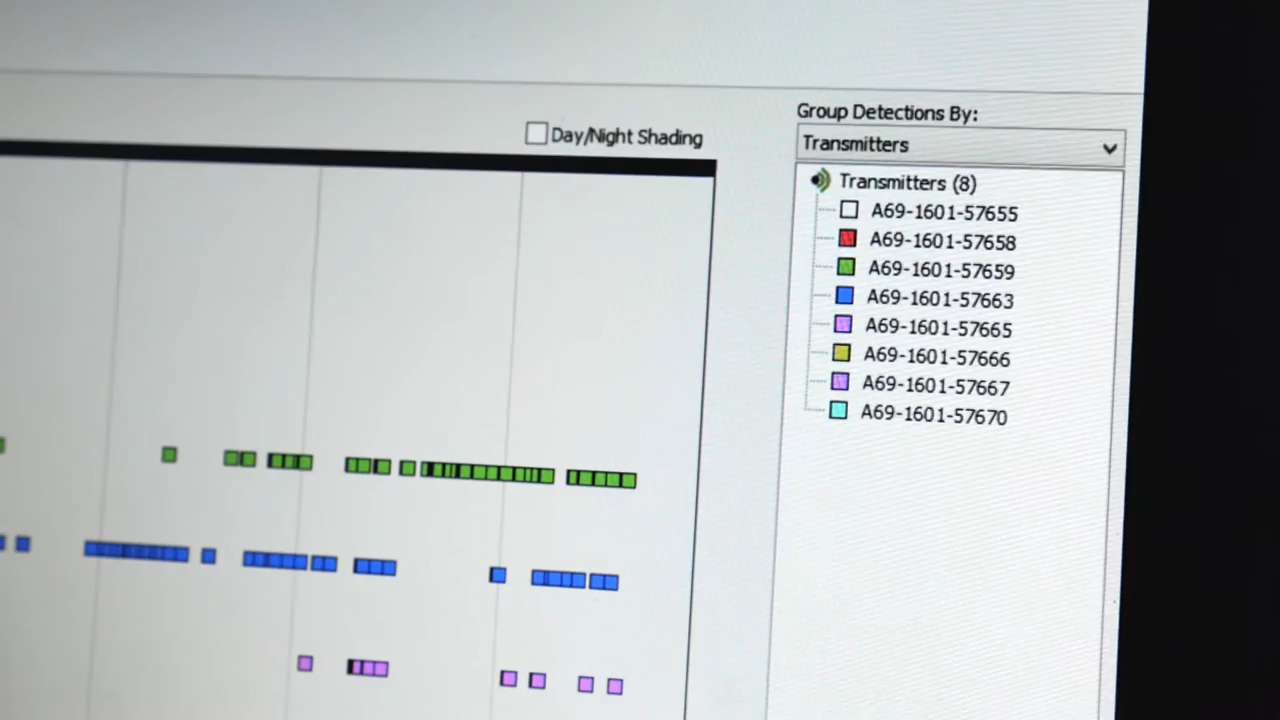 Group Detections By:
Day/Night Shading
Transmitters
Transmitters (8)
A69-1601-57655
A69-1601-57658
A69-1601-57659
A69-1601-57663
A69-1601-57665
A69-1601-57666
A69-1601-57667
A69-1601-57670